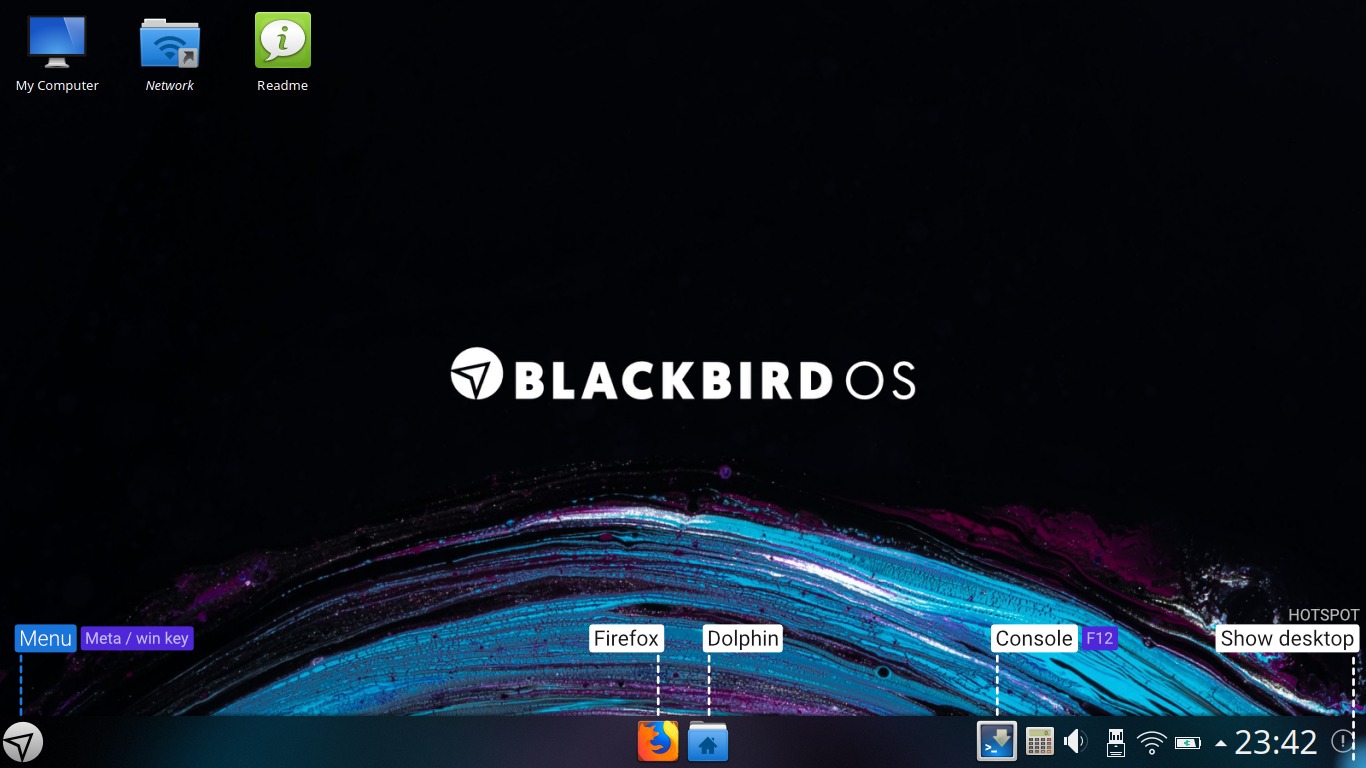 My Computer
Network
Readme
BLACKBIRD OS
HOTSPOT
Menu Meta / win key
Firefox
Dolphin
Console F12
Show desktop
23:42